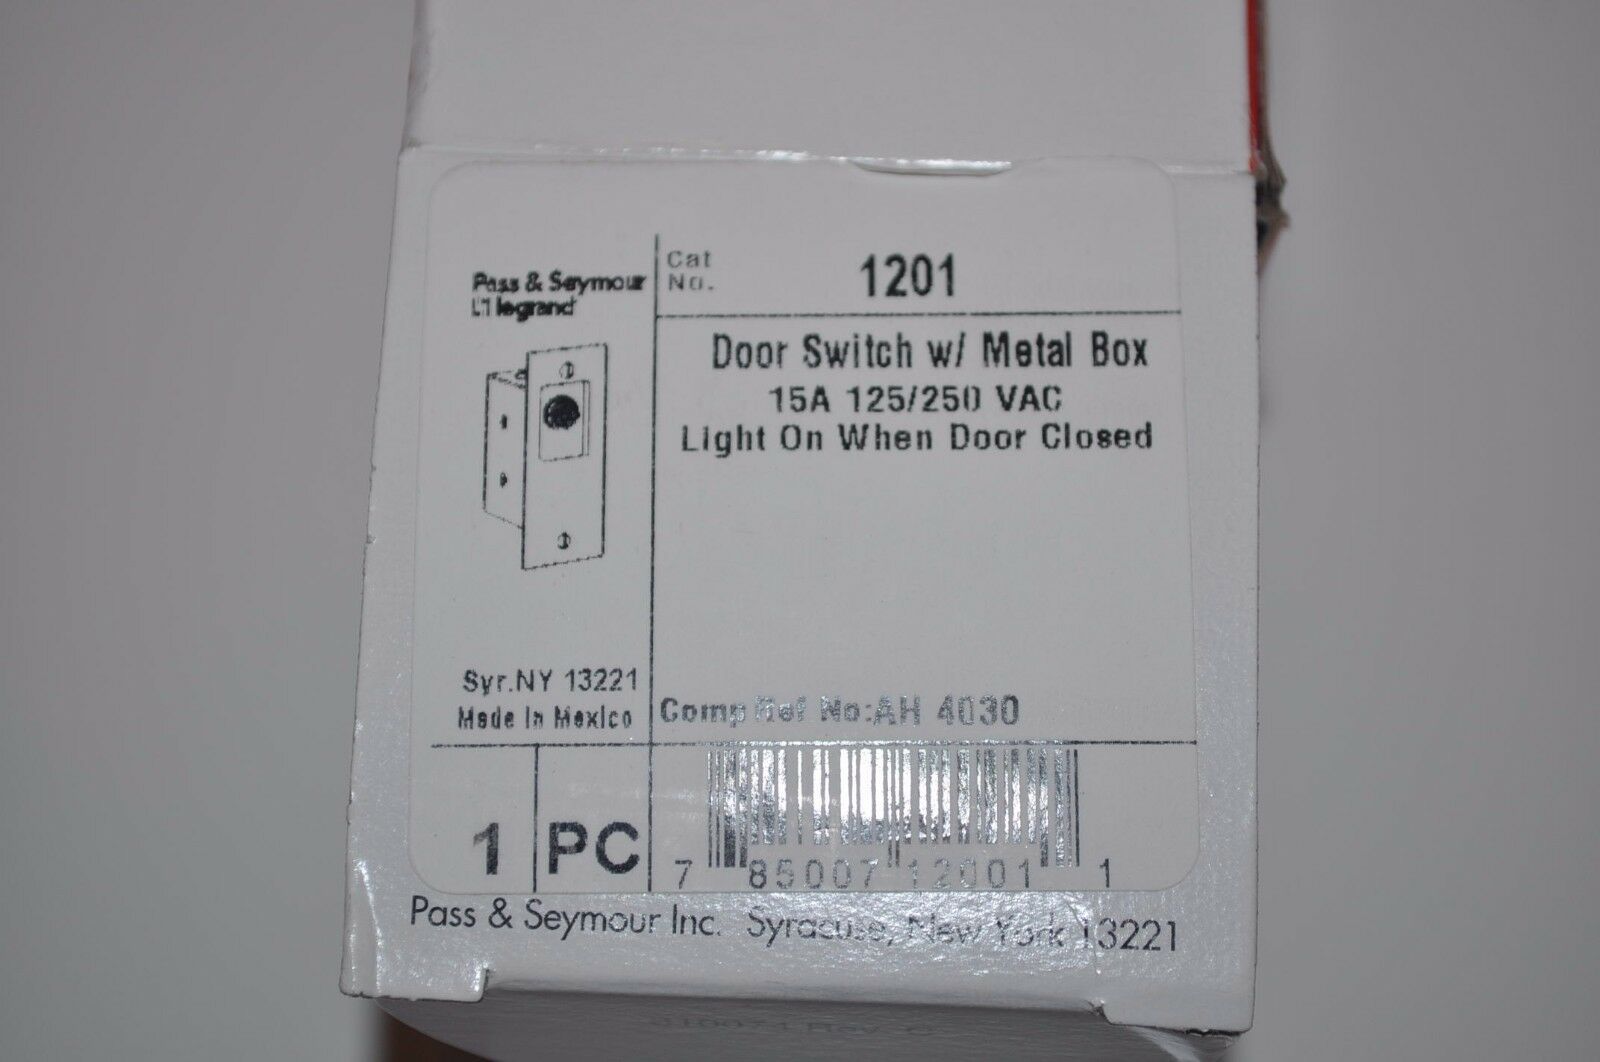 Pass & Seymour
legrand
Cat
No.
1201
Door Switch w/ Metal Box
15A 125/250 VAC
Light On When Door Closed
Syr.NY 13221
Made In Mexico
Comp Ref No:AH 4030
1 PC
7 85007 12001 1
Pass & Seymour Inc. Syracuse, New York 13221